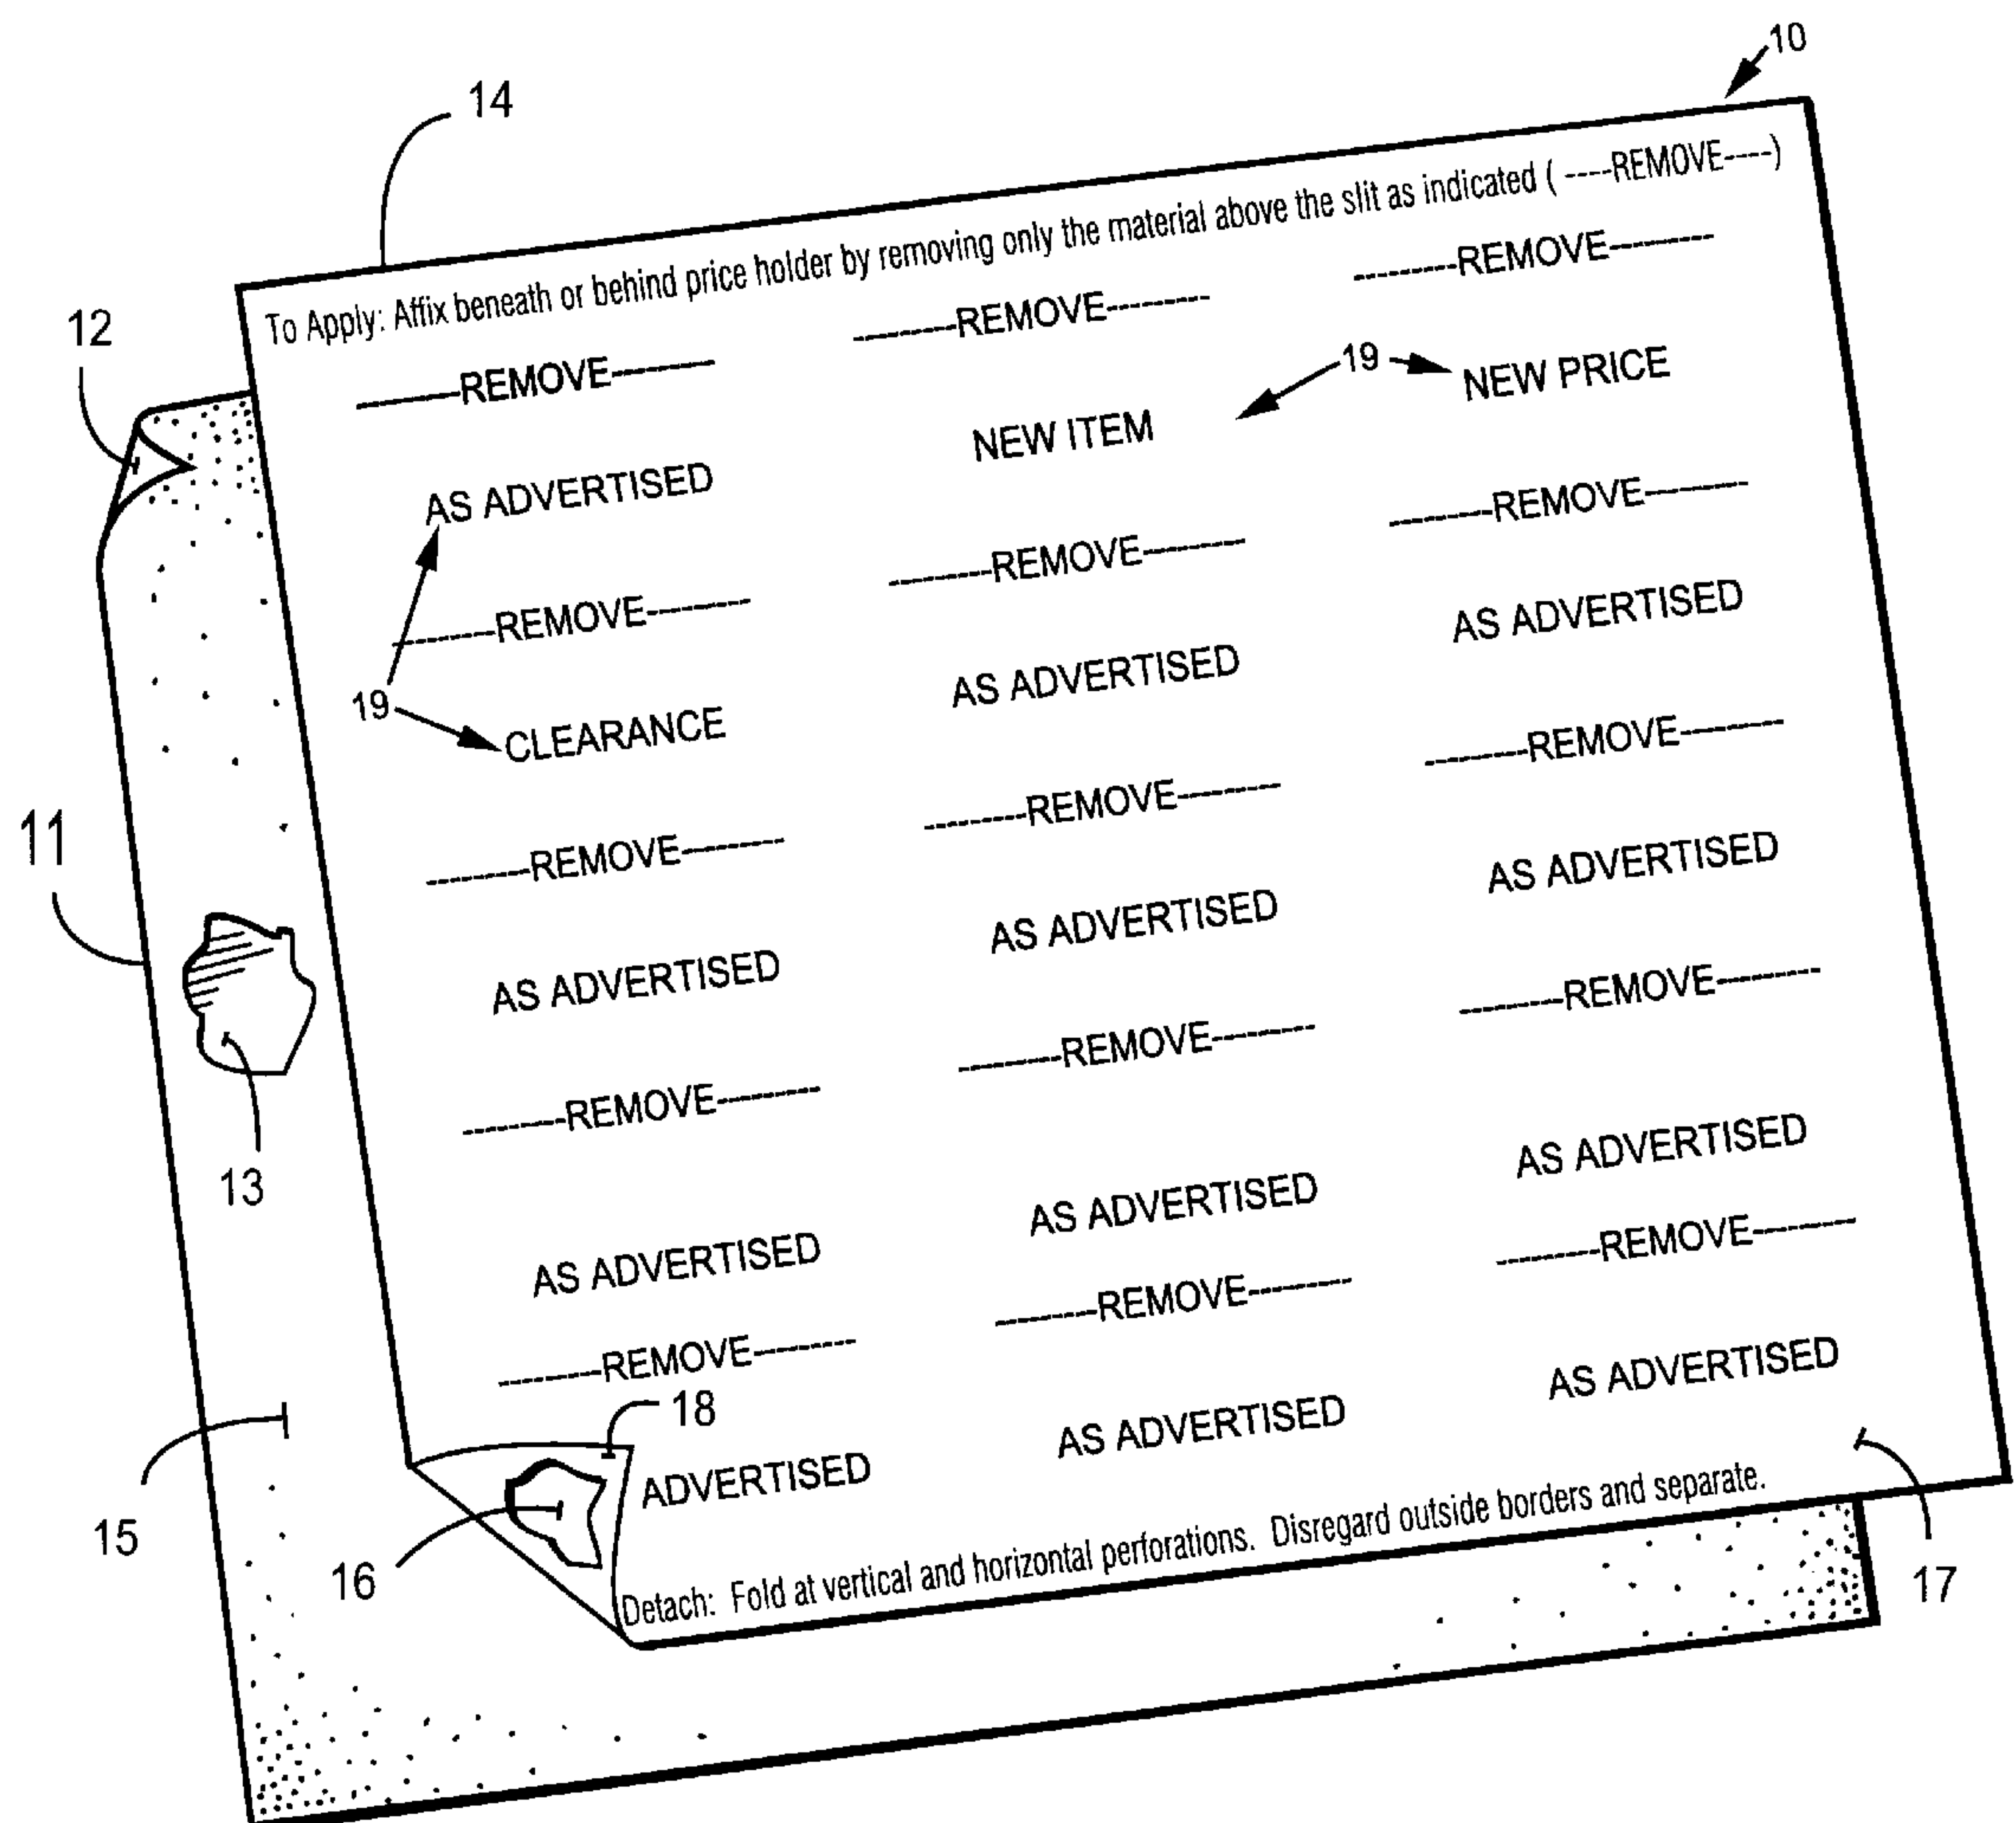 10
14
To Apply: Affix beneath or behind price holder by removing only the material above the slit as indicated ( ----REMOVE----)
12
---------REMOVE--------- ---------REMOVE--------- ---------REMOVE---------
19
AS ADVERTISED NEW ITEM NEW PRICE
---------REMOVE--------- ---------REMOVE--------- ---------REMOVE---------
19
CLEARANCE AS ADVERTISED AS ADVERTISED
11
---------REMOVE--------- ---------REMOVE--------- ---------REMOVE---------
AS ADVERTISED AS ADVERTISED AS ADVERTISED
13
---------REMOVE--------- ---------REMOVE--------- ---------REMOVE---------
AS ADVERTISED AS ADVERTISED AS ADVERTISED
---------REMOVE--------- ---------REMOVE--------- ---------REMOVE---------
18
15
ADVERTISED AS ADVERTISED AS ADVERTISED
16
Detach: Fold at vertical and horizontal perforations. Disregard outside borders and separate.
17